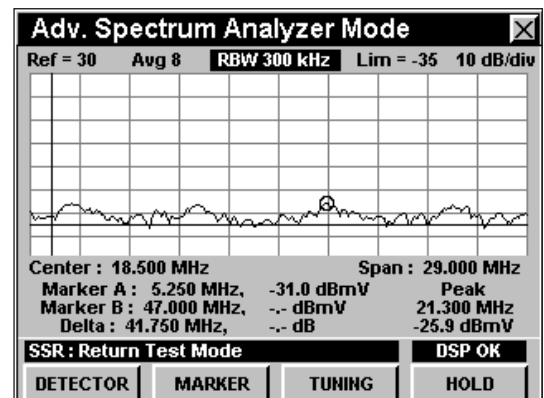 Adv. Spectrum Analyzer Mode
Ref = 30 Avg 8 RBW 300 kHz Lim = -35 10 dB/div
Center : 18.500 MHz Span : 29.000 MHz
Marker A : 5.250 MHz, -31.0 dBmV Peak
Marker B : 47.000 MHz, -.- dBmV 21.300 MHz
Delta : 41.750 MHz, -.- dB -25.9 dBmV
SSR : Return Test Mode DSP OK
DETECTOR MARKER TUNING HOLD